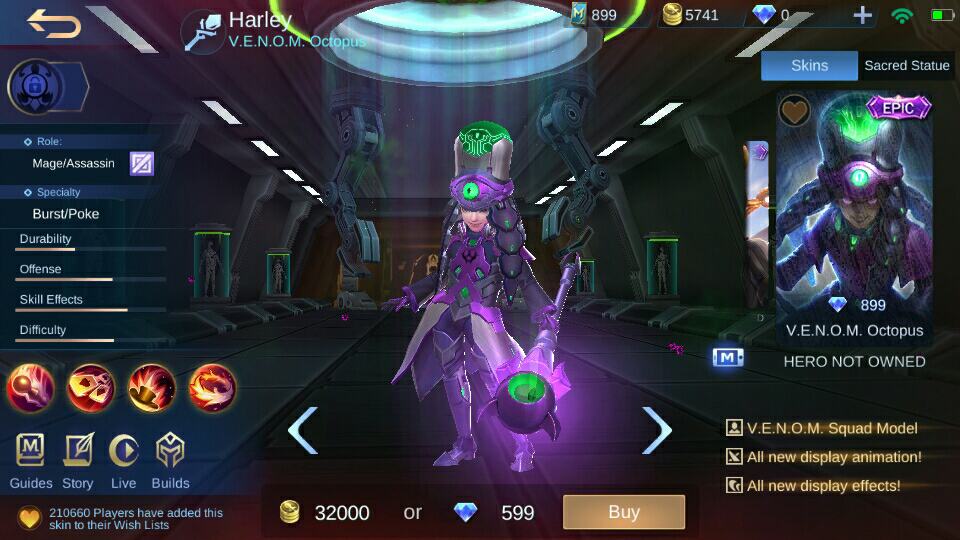 Harley
V.E.N.O.M. Octopus
899
5741
0
Skins
Sacred Statue
Role:
Mage/Assassin
Specialty
Burst/Poke
Durability
Offense
Skill Effects
Difficulty
Guides
Story
Live
Builds
210660 Players have added this
skin to their Wish Lists
EPIC
899
V.E.N.O.M. Octopus
M
HERO NOT OWNED
V.E.N.O.M. Squad Model
All new display animation!
All new display effects!
32000 or 599
Buy